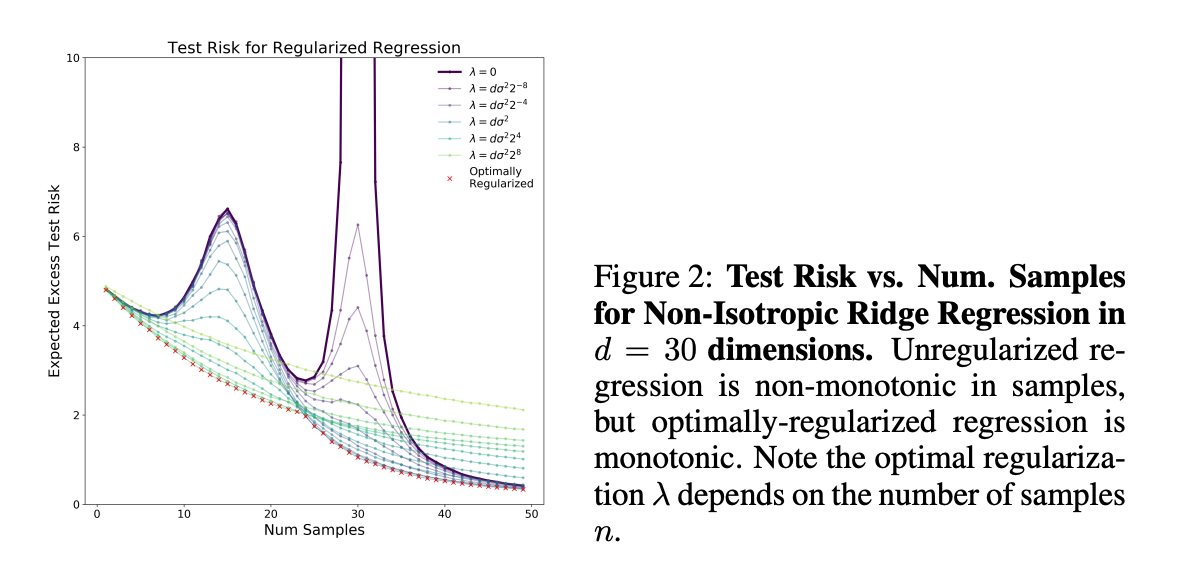 Test Risk for Regularized Regression
10
8
6
4
2
0
Expected Excess Test Risk
0 10 20 30 40 50
Num Samples
λ = 0
λ = dσ²2⁻⁸
λ = dσ²2⁻⁴
λ = dσ²
λ = dσ²2⁴
λ = dσ²2⁸
Optimally
Regularized
Figure 2: Test Risk vs. Num. Samples
for Non-Isotropic Ridge Regression in
d = 30 dimensions. Unregularized re-
gression is non-monotonic in samples,
but optimally-regularized regression is
monotonic. Note the optimal regulariza-
tion λ depends on the number of samples
n.